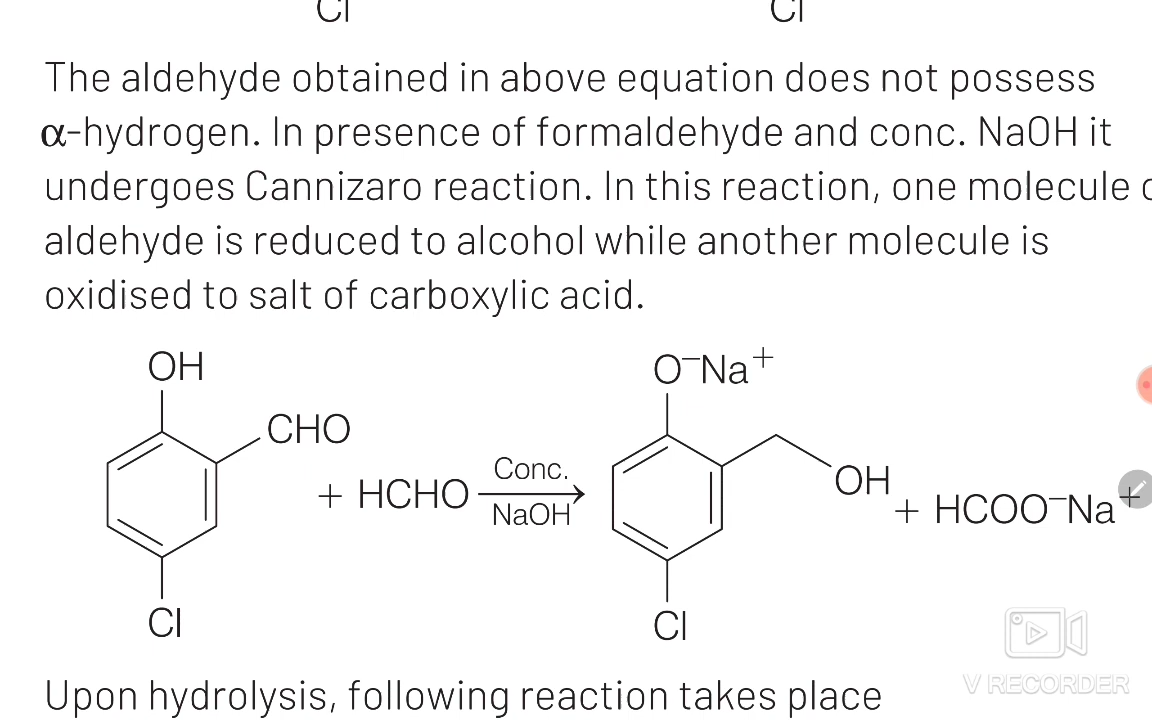 Cl Cl
The aldehyde obtained in above equation does not possess
α-hydrogen. In presence of formaldehyde and conc. NaOH it
undergoes Cannizaro reaction. In this reaction, one molecule
aldehyde is reduced to alcohol while another molecule is
oxidised to salt of carboxylic acid.
OH O⁻Na⁺
CHO
+ HCHO Conc. NaOH OH + HCOO⁻Na⁺
Cl Cl
V RECORDER
Upon hydrolysis, following reaction takes place